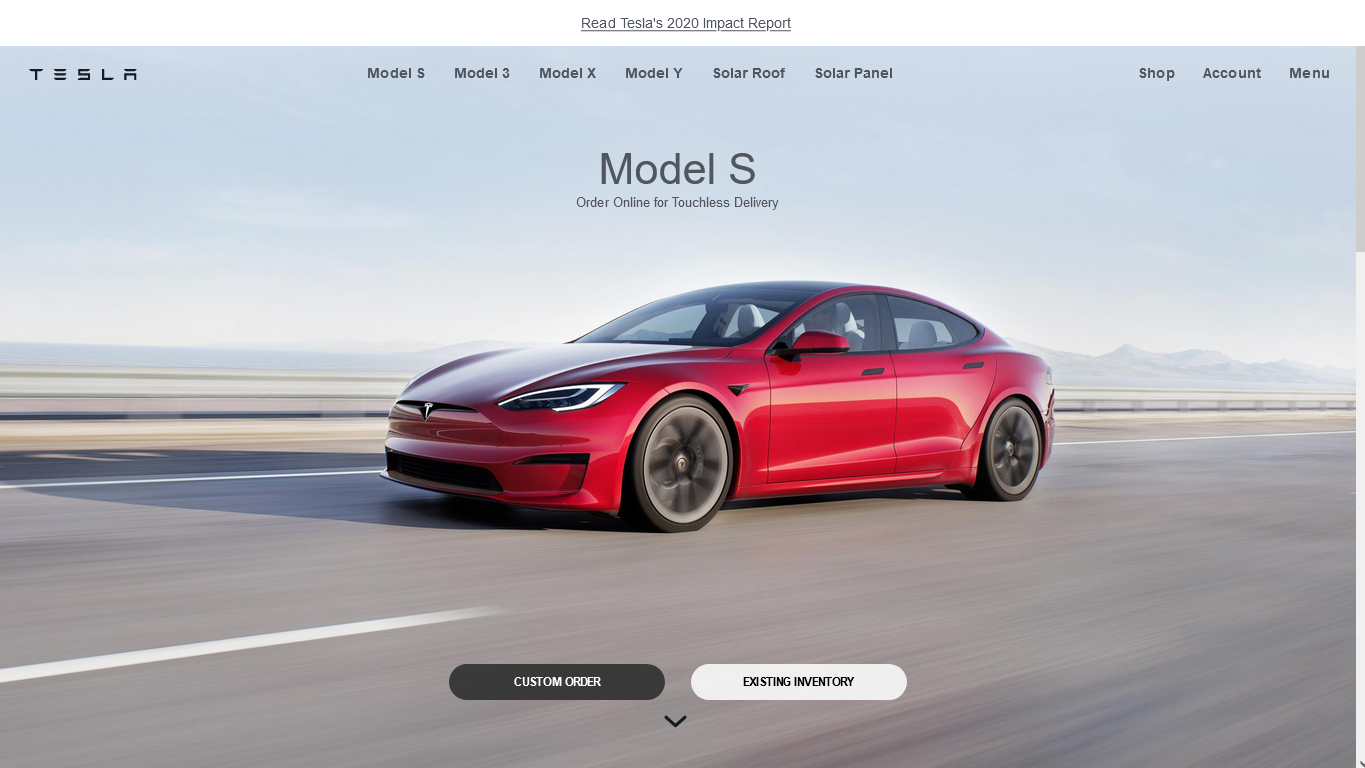 Read Tesla's 2020 Impact Report
TESLA
Model S
Model 3
Model X
Model Y
Solar Roof
Solar Panel
Shop
Account
Menu
Model S
Order Online for Touchless Delivery
CUSTOM ORDER
EXISTING INVENTORY